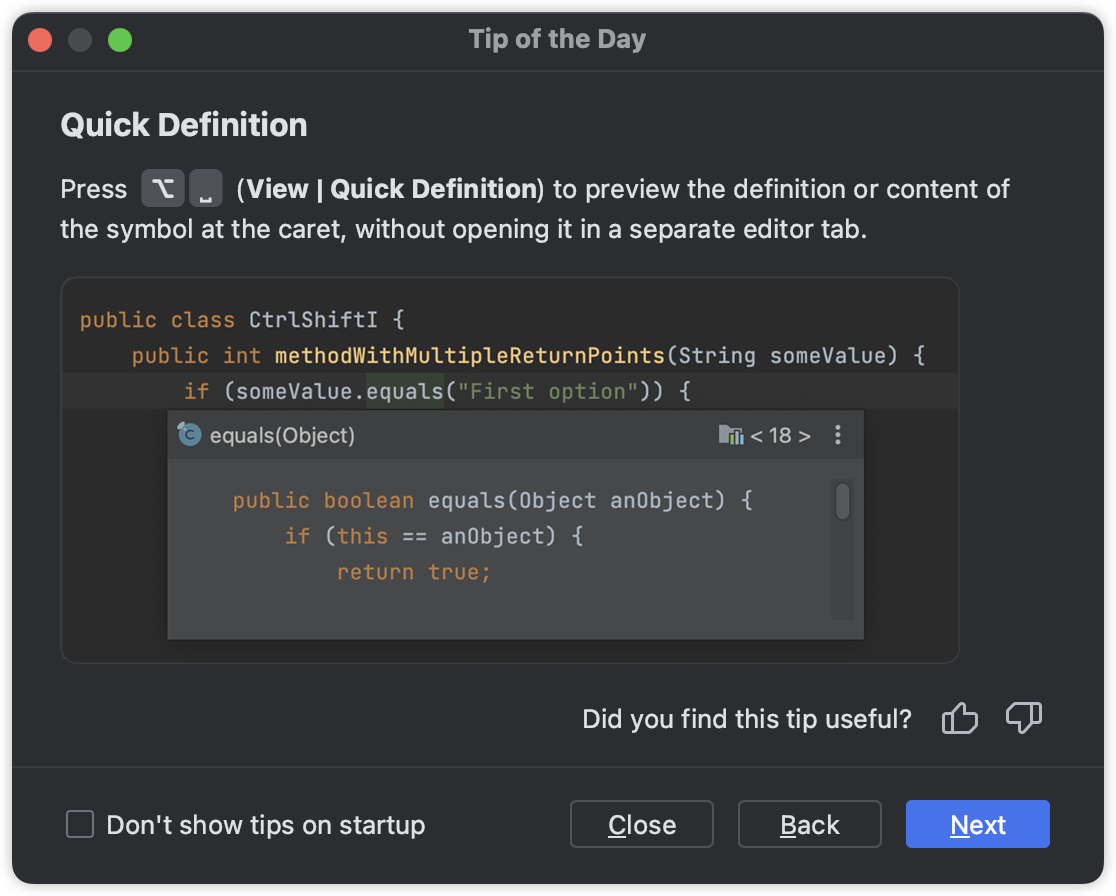 Tip of the Day
Quick Definition
Press ⌥ ␣ (View | Quick Definition) to preview the definition or content of
the symbol at the caret, without opening it in a separate editor tab.
public class CtrlShiftI {
public int methodWithMultipleReturnPoints(String someValue) {
if (someValue.equals("First option")) {
C equals(Object) < 18 >
public boolean equals(Object anObject) {
if (this == anObject) {
return true;
Did you find this tip useful?
Don't show tips on startup Close Back Next